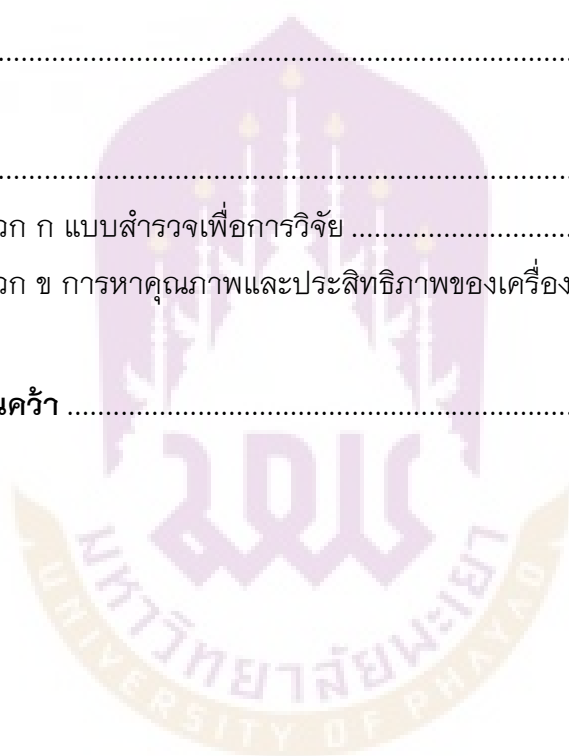 ................................................................
................................................................
วก ก แบบสำรวจเพื่อการวิจัย ..........................
วก ข การหาคุณภาพและประสิทธิภาพของเครื่อง
นคว้า ..........................................................
มพย
มหาวิทยาลัยพะเยา
UNIVERSITY OF PHAYAO